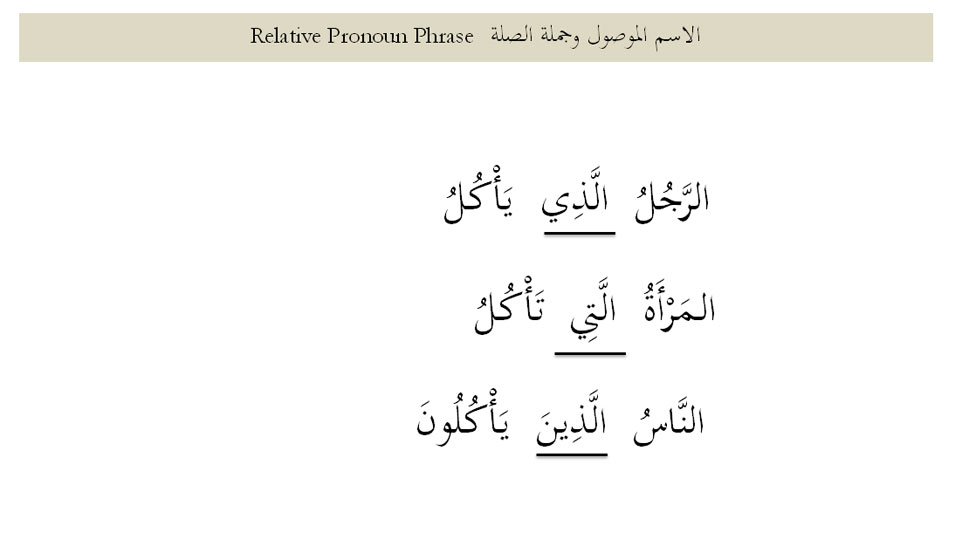 الاسم الموصول وجملة الصلة Relative Pronoun Phrase
الرَّجُلُ الَّذِي يَأْكُلُ
المَرْأَةُ الَّتِي تَأْكُلُ
النَّاسُ الَّذِينَ يَأْكُلُونَ